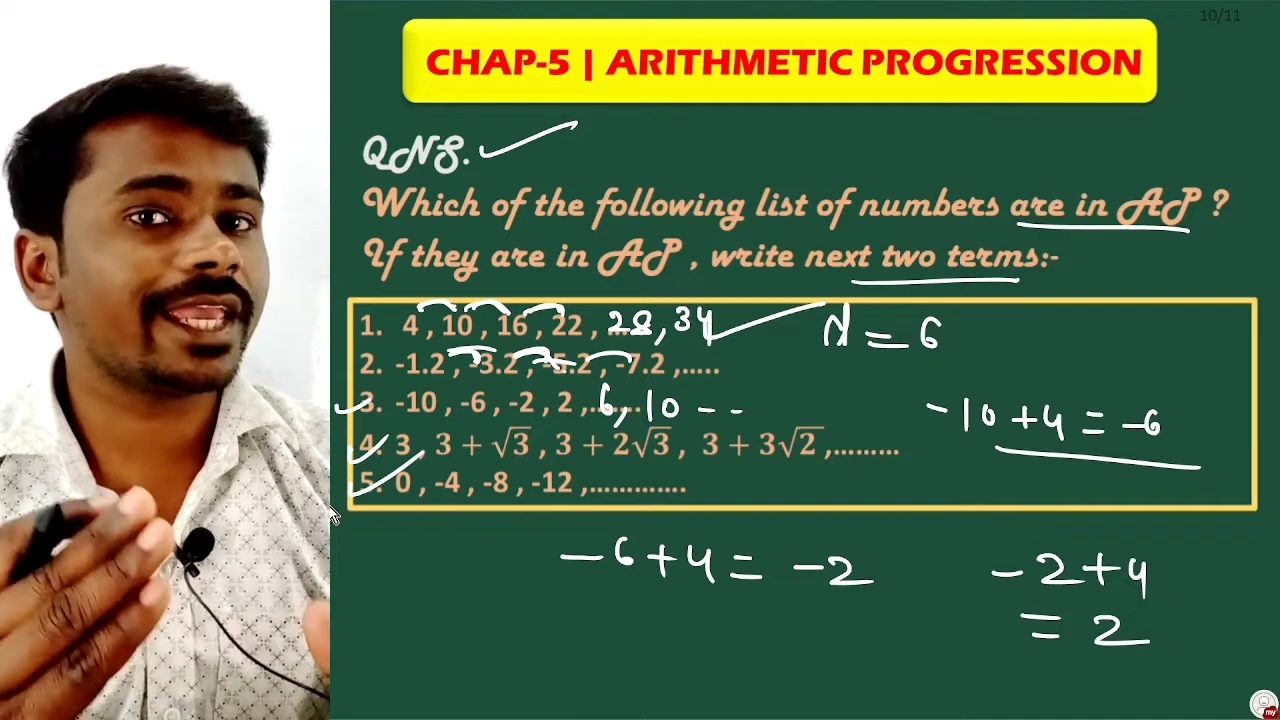 10/11
CHAP-5 | ARITHMETIC PROGRESSION
QNS.
Which of the following list of numbers are in AP ?
If they are in AP , write next two terms:-
1. 4 , 10 , 16 , 22 , ...... 28, 34 d = 6
2. -1.2 , -3.2 , -5.2 , -7.2 ,.....
3. -10 , -6 , -2 , 2 ,....... 6, 10 -- -10 + 4 = -6
4. 3, 3 + √3 , 3 + 2√3 , 3 + 3√2 ,.........
5. 0 , -4 , -8 , -12 ,.............
-6 + 4 = -2 -2 + 4
= 2
my